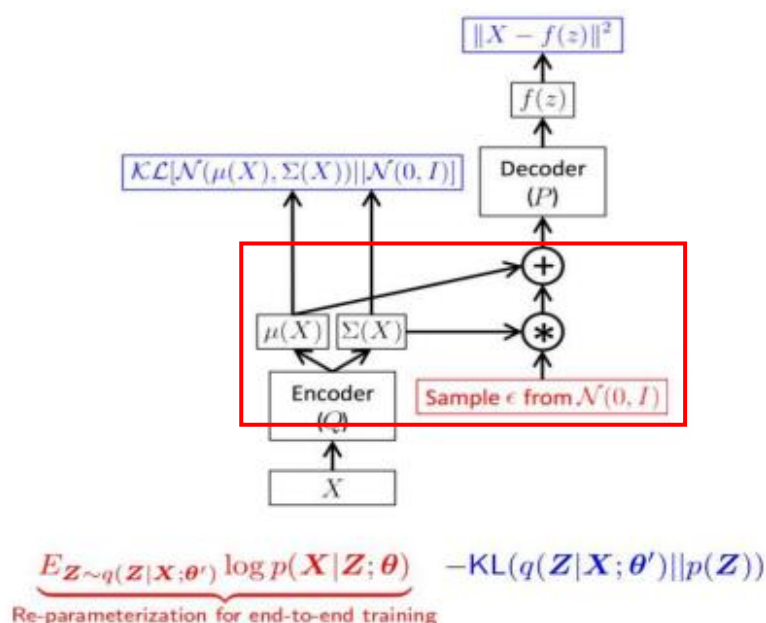 ‖X − f(z)‖²
f(z)
𝒦ℒ[𝒩(μ(X), Σ(X))||𝒩(0, I)]
Decoder
(P)
+
μ(X) Σ(X)
*
Encoder
(Q)
Sample ϵ from 𝒩(0, I)
X
E_{Z∼q(Z|X;θ′)} log p(X|Z; θ) −KL(q(Z|X; θ′)||p(Z))
Re-parameterization for end-to-end training